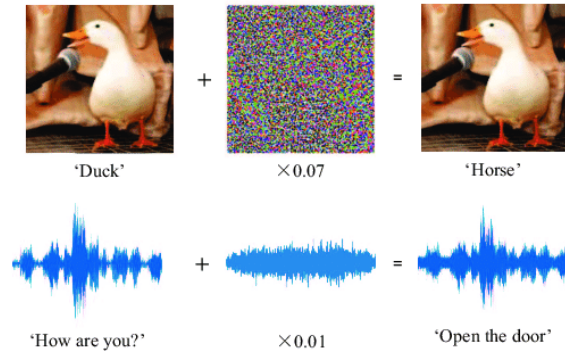 + =
'Duck' ×0.07 'Horse'
+ =
'How are you?' ×0.01 'Open the door'